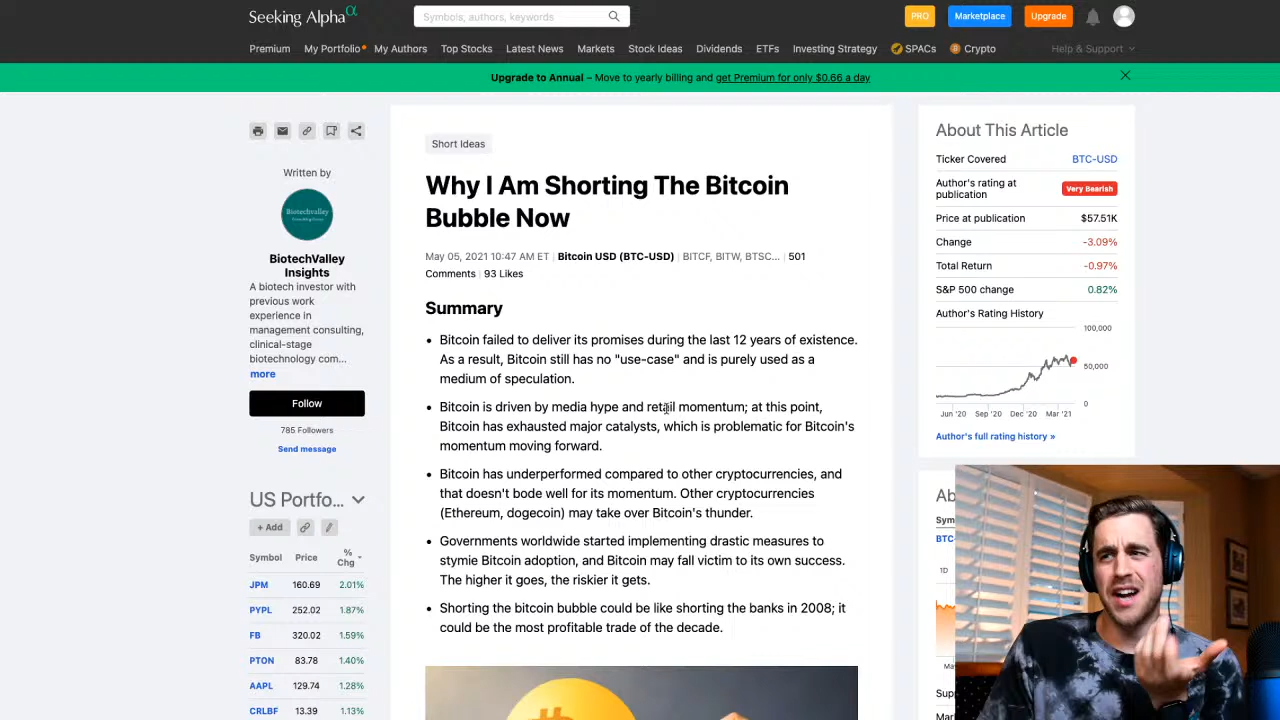 Seeking Alpha α
Symbols, authors, keywords
PRO
Marketplace
Upgrade
Premium
My Portfolio
My Authors
Top Stocks
Latest News
Markets
Stock Ideas
Dividends
ETFs
Investing Strategy
SPACs
Crypto
Help & Support
Upgrade to Annual – Move to yearly billing and get Premium for only $0.66 a day
Written by
Biotechvalley
BiotechValley
Insights
A biotech investor with
previous work
experience in
management consulting,
clinical-stage
biotechnology com...
more
Follow
785 Followers
Send message
US Portfo...
+ Add
Symbol Price % Chg
JPM 160.69 2.01%
PYPL 252.02 1.87%
FB 320.02 1.59%
PTON 83.78 1.40%
AAPL 129.74 1.28%
CRLBF 13.39 1.13%
Short Ideas
Why I Am Shorting The Bitcoin
Bubble Now
May 05, 2021 10:47 AM ET | Bitcoin USD (BTC-USD) | BITCF, BITW, BTSC... | 501
Comments | 93 Likes
Summary
• Bitcoin failed to deliver its promises during the last 12 years of existence.
As a result, Bitcoin still has no "use-case" and is purely used as a
medium of speculation.
• Bitcoin is driven by media hype and retail momentum; at this point,
Bitcoin has exhausted major catalysts, which is problematic for Bitcoin's
momentum moving forward.
• Bitcoin has underperformed compared to other cryptocurrencies, and
that doesn't bode well for its momentum. Other cryptocurrencies
(Ethereum, dogecoin) may take over Bitcoin's thunder.
• Governments worldwide started implementing drastic measures to
stymie Bitcoin adoption, and Bitcoin may fall victim to its own success.
The higher it goes, the riskier it gets.
• Shorting the bitcoin bubble could be like shorting the banks in 2008; it
could be the most profitable trade of the decade.
About This Article
Ticker Covered BTC-USD
Author's rating at
publication Very Bearish
Price at publication $57.51K
Change -3.09%
Total Return -0.97%
S&P 500 change 0.82%
Author's Rating History
100,000
50,000
0
Jun '20 Sep '20 Dec '20 Mar '21
Author's full rating history »
Ab
Sym
BTC-
1D
May
Sup
Mar